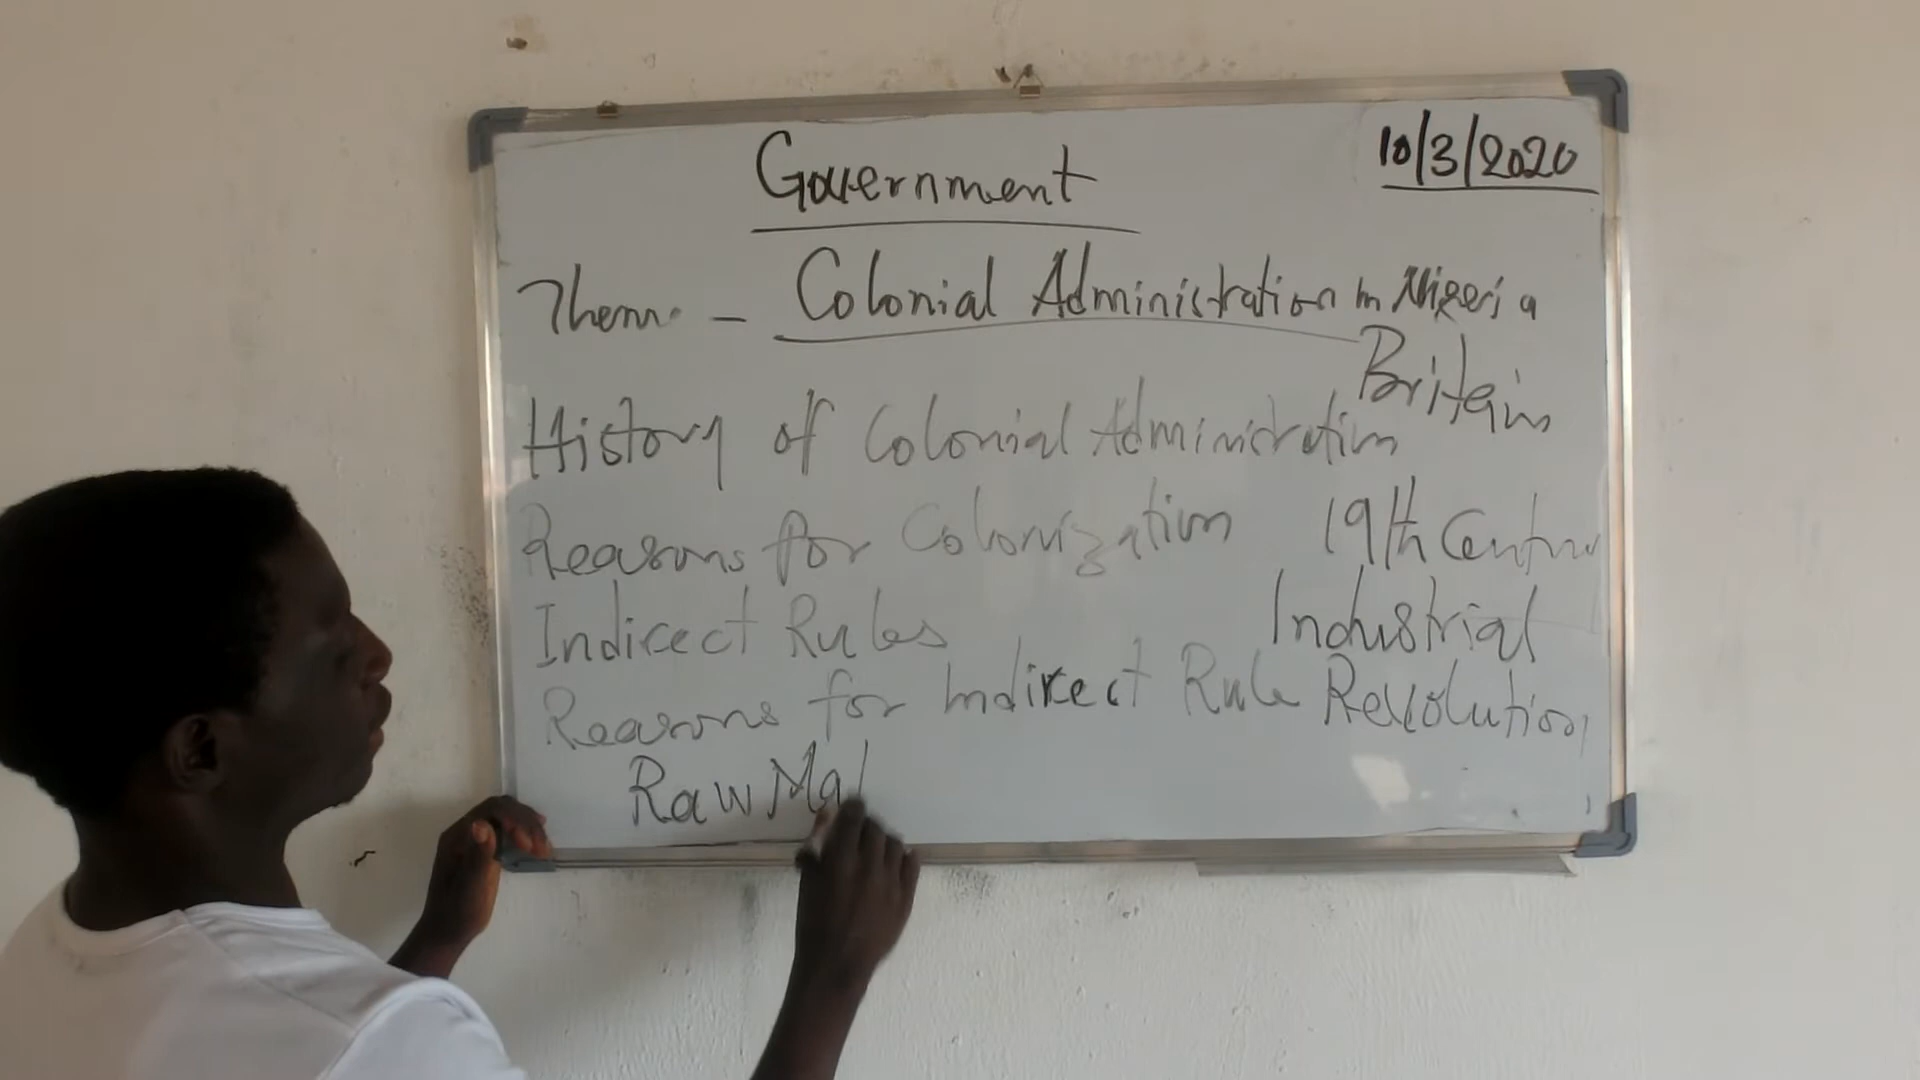 Government
10/3/2020
Theme - Colonial Administration in Nigeria
Britain
History of Colonial Administration
Reasons for Colonization
19th Centur
Indirect Rules
Industrial
Reasons for Indirect Rule
Revolution
Raw Mat